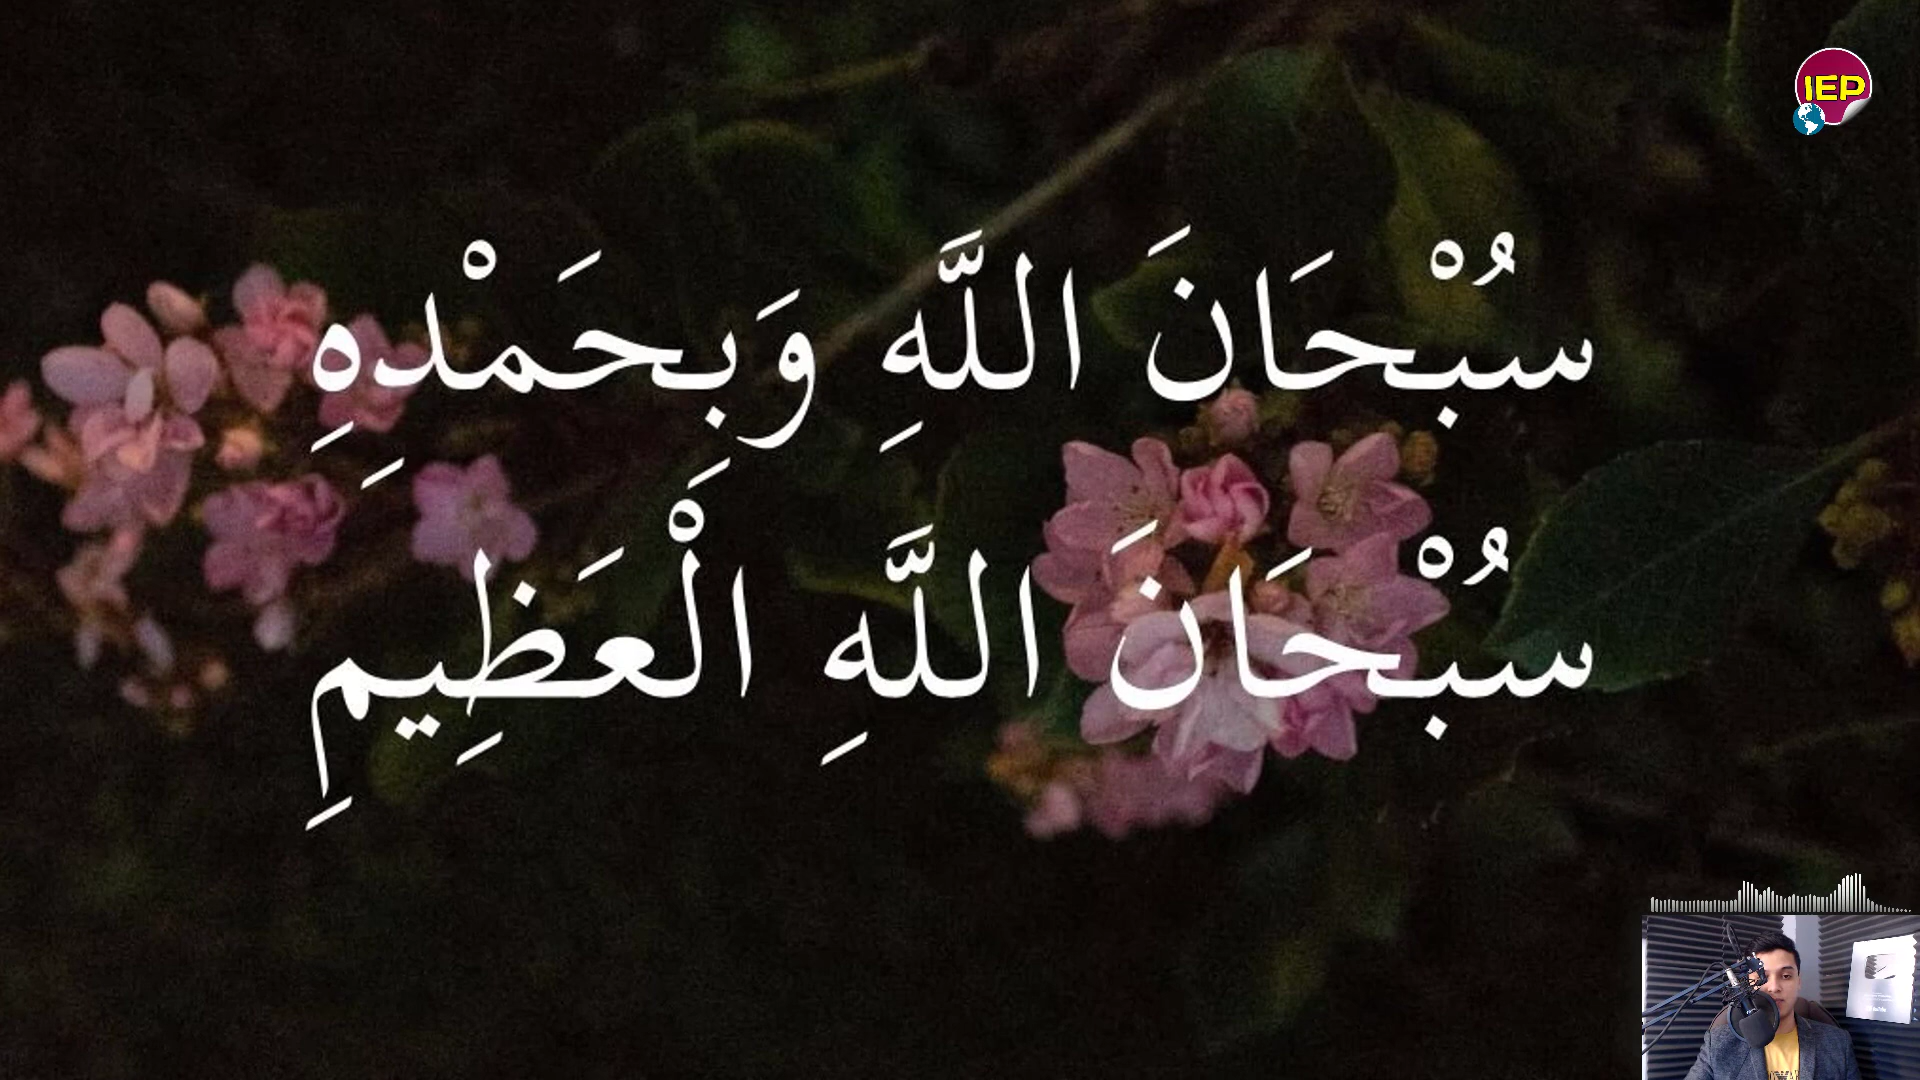 سُبْحَانَ اللَّهِ وَبِحَمْدِهِ
سُبْحَانَ اللَّهِ الْعَظِيمِ
IEP